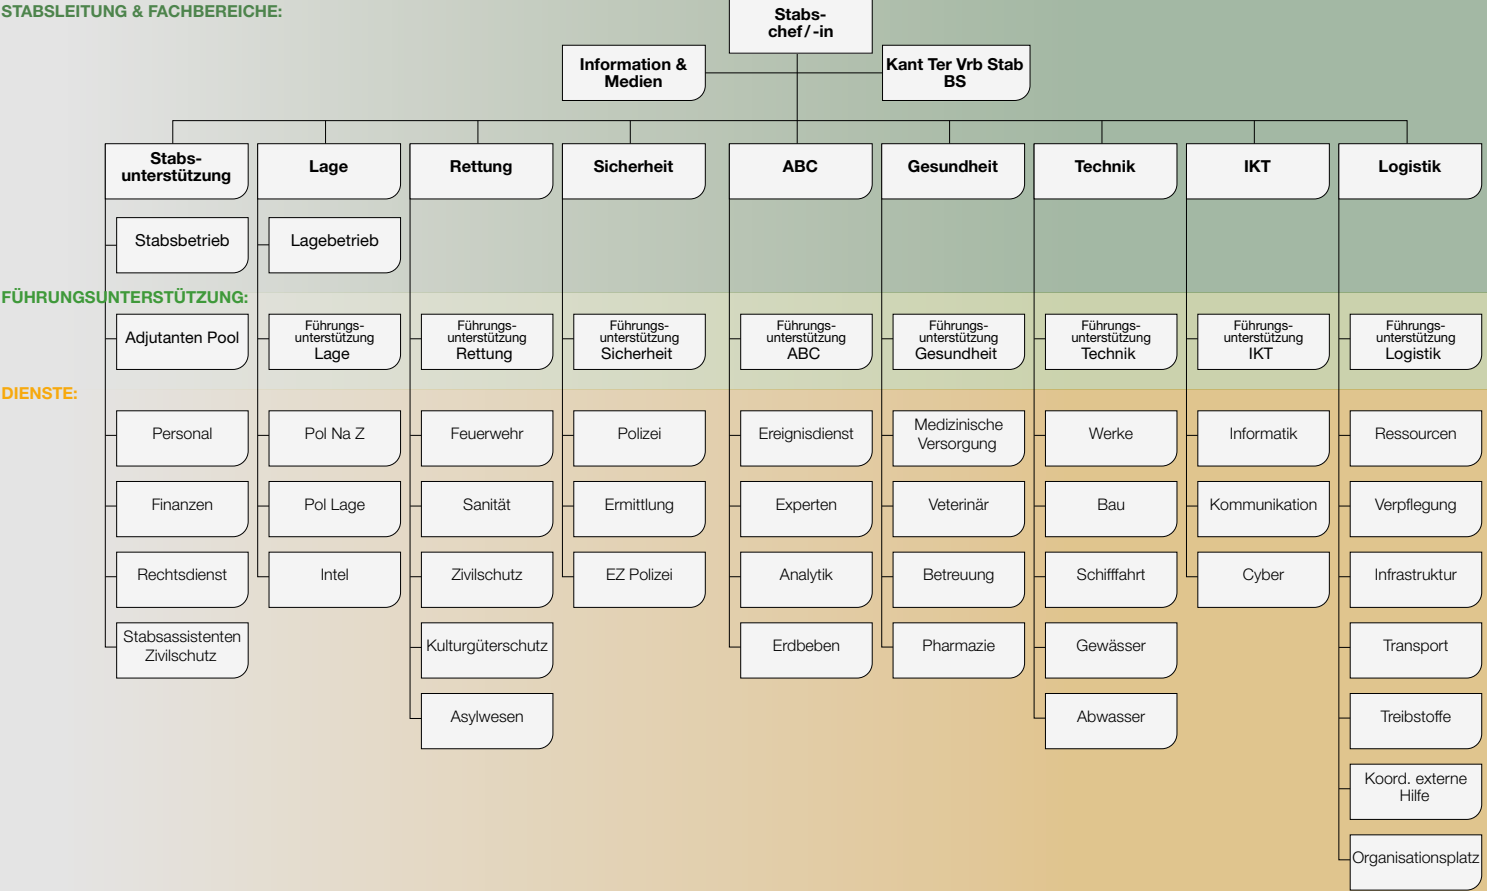 STABSLEITUNG & FACHBEREICHE:
Stabs-
chef / -in
Information &
Medien
Kant Ter Vrb Stab
BS
Stabs-
unterstützung
Lage
Rettung
Sicherheit
ABC
Gesundheit
Technik
IKT
Logistik
Stabsbetrieb
Lagebetrieb
FÜHRUNGSUNTERSTÜTZUNG:
Adjutanten Pool
Führungs-
unterstützung
Lage
Führungs-
unterstützung
Rettung
Führungs-
unterstützung
Sicherheit
Führungs-
unterstützung
ABC
Führungs-
unterstützung
Gesundheit
Führungs-
unterstützung
Technik
Führungs-
unterstützung
IKT
Führungs-
unterstützung
Logistik
DIENSTE:
Personal
Pol Na Z
Feuerwehr
Polizei
Ereignisdienst
Medizinische
Versorgung
Werke
Informatik
Ressourcen
Finanzen
Pol Lage
Sanität
Ermittlung
Experten
Veterinär
Bau
Kommunikation
Verpflegung
Rechtsdienst
Intel
Zivilschutz
EZ Polizei
Analytik
Betreuung
Schifffahrt
Cyber
Infrastruktur
Stabsassistenten
Zivilschutz
Kulturgüterschutz
Erdbeben
Pharmazie
Gewässer
Transport
Asylwesen
Abwasser
Treibstoffe
Koord. externe
Hilfe
Organisationsplatz